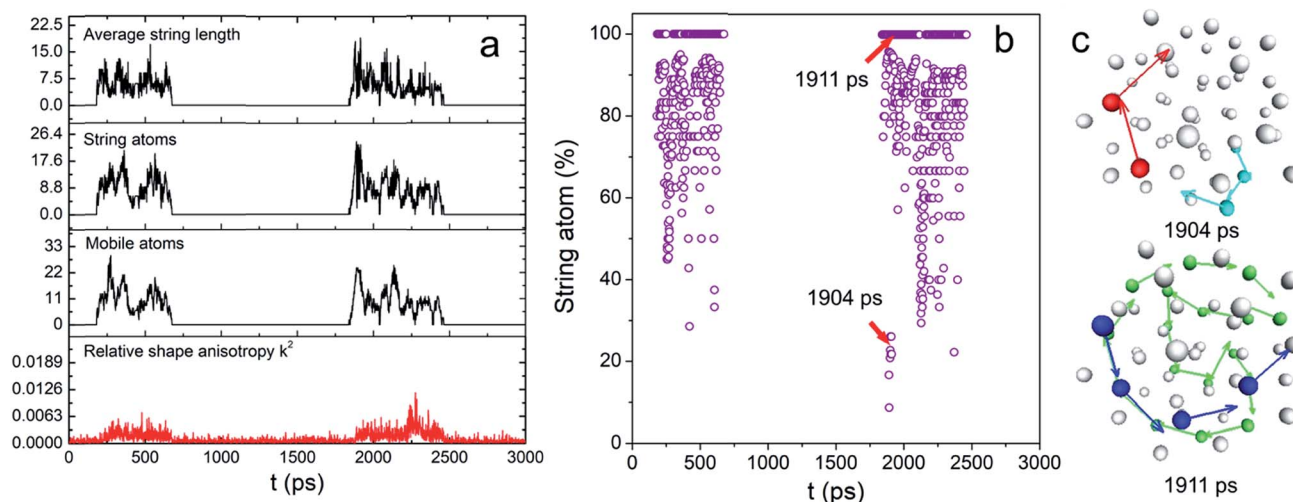 a
Average string length
22.5
15.0
7.5
0.0
String atoms
26.4
17.6
8.8
0.0
Mobile atoms
33
22
11
0
Relative shape anisotropy k²
0.0189
0.0126
0.0063
0.0000
0 500 1000 1500 2000 2500 3000
t (ps)
b
String atom (%)
100
80
60
40
20
0
1911 ps
1904 ps
0 500 1000 1500 2000 2500 3000
t (ps)
c
1904 ps
1911 ps